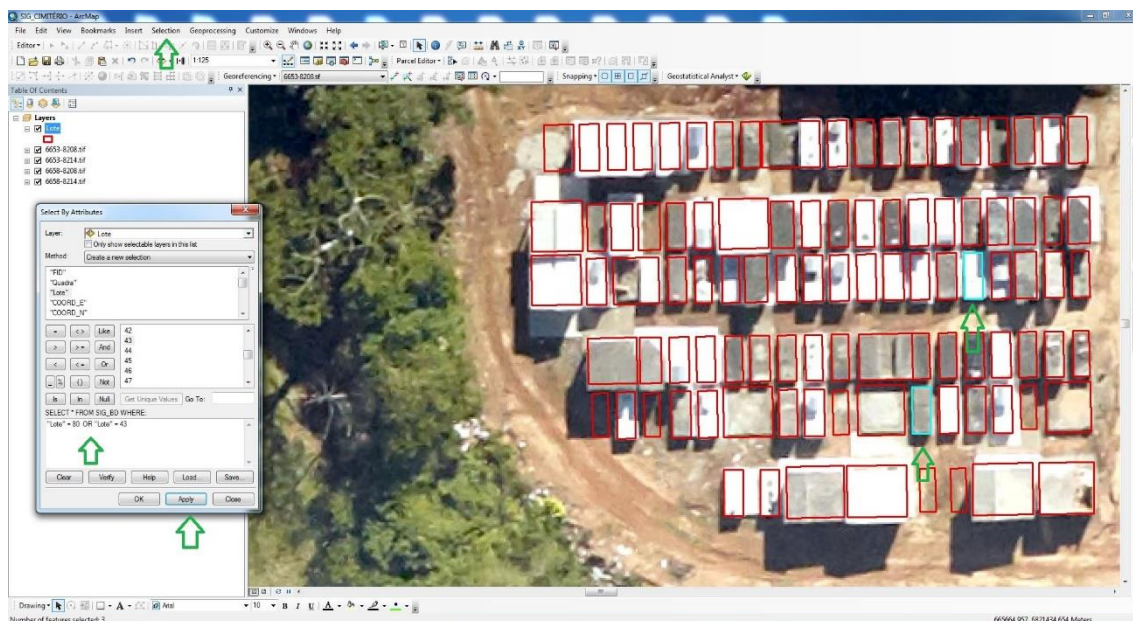 SIG_CIMITÉRIO - ArcMap
File Edit View Bookmarks Insert Selection Geoprocessing Customize Windows Help
Editor
1:125
Parcel Editor
Georeferencing 6653-8208.tif
Snapping
Geostatistical Analyst
Table Of Contents
Layers
Lote
6653-8208.tif
6653-8214.tif
6658-8208.tif
6658-8214.tif
Select By Attributes
Layer: Lote
Only show selectable layers in this list
Method: Create a new selection
"FID"
"Quadra"
"Lote"
"COORD_E"
"COORD_N"
= < > Like
> > = And
< < = Or
_ % () Not
Is In Null
42
43
44
45
46
47
Get Unique Values Go To:
SELECT * FROM SIG_BD WHERE:
"Lote" = 80 OR "Lote" = 43
Clear Verify Help Load... Save...
OK Apply Close
Drawing A Arial 10 B I U A
Number of features selected: 3
665664,957 6821434,654 Meters